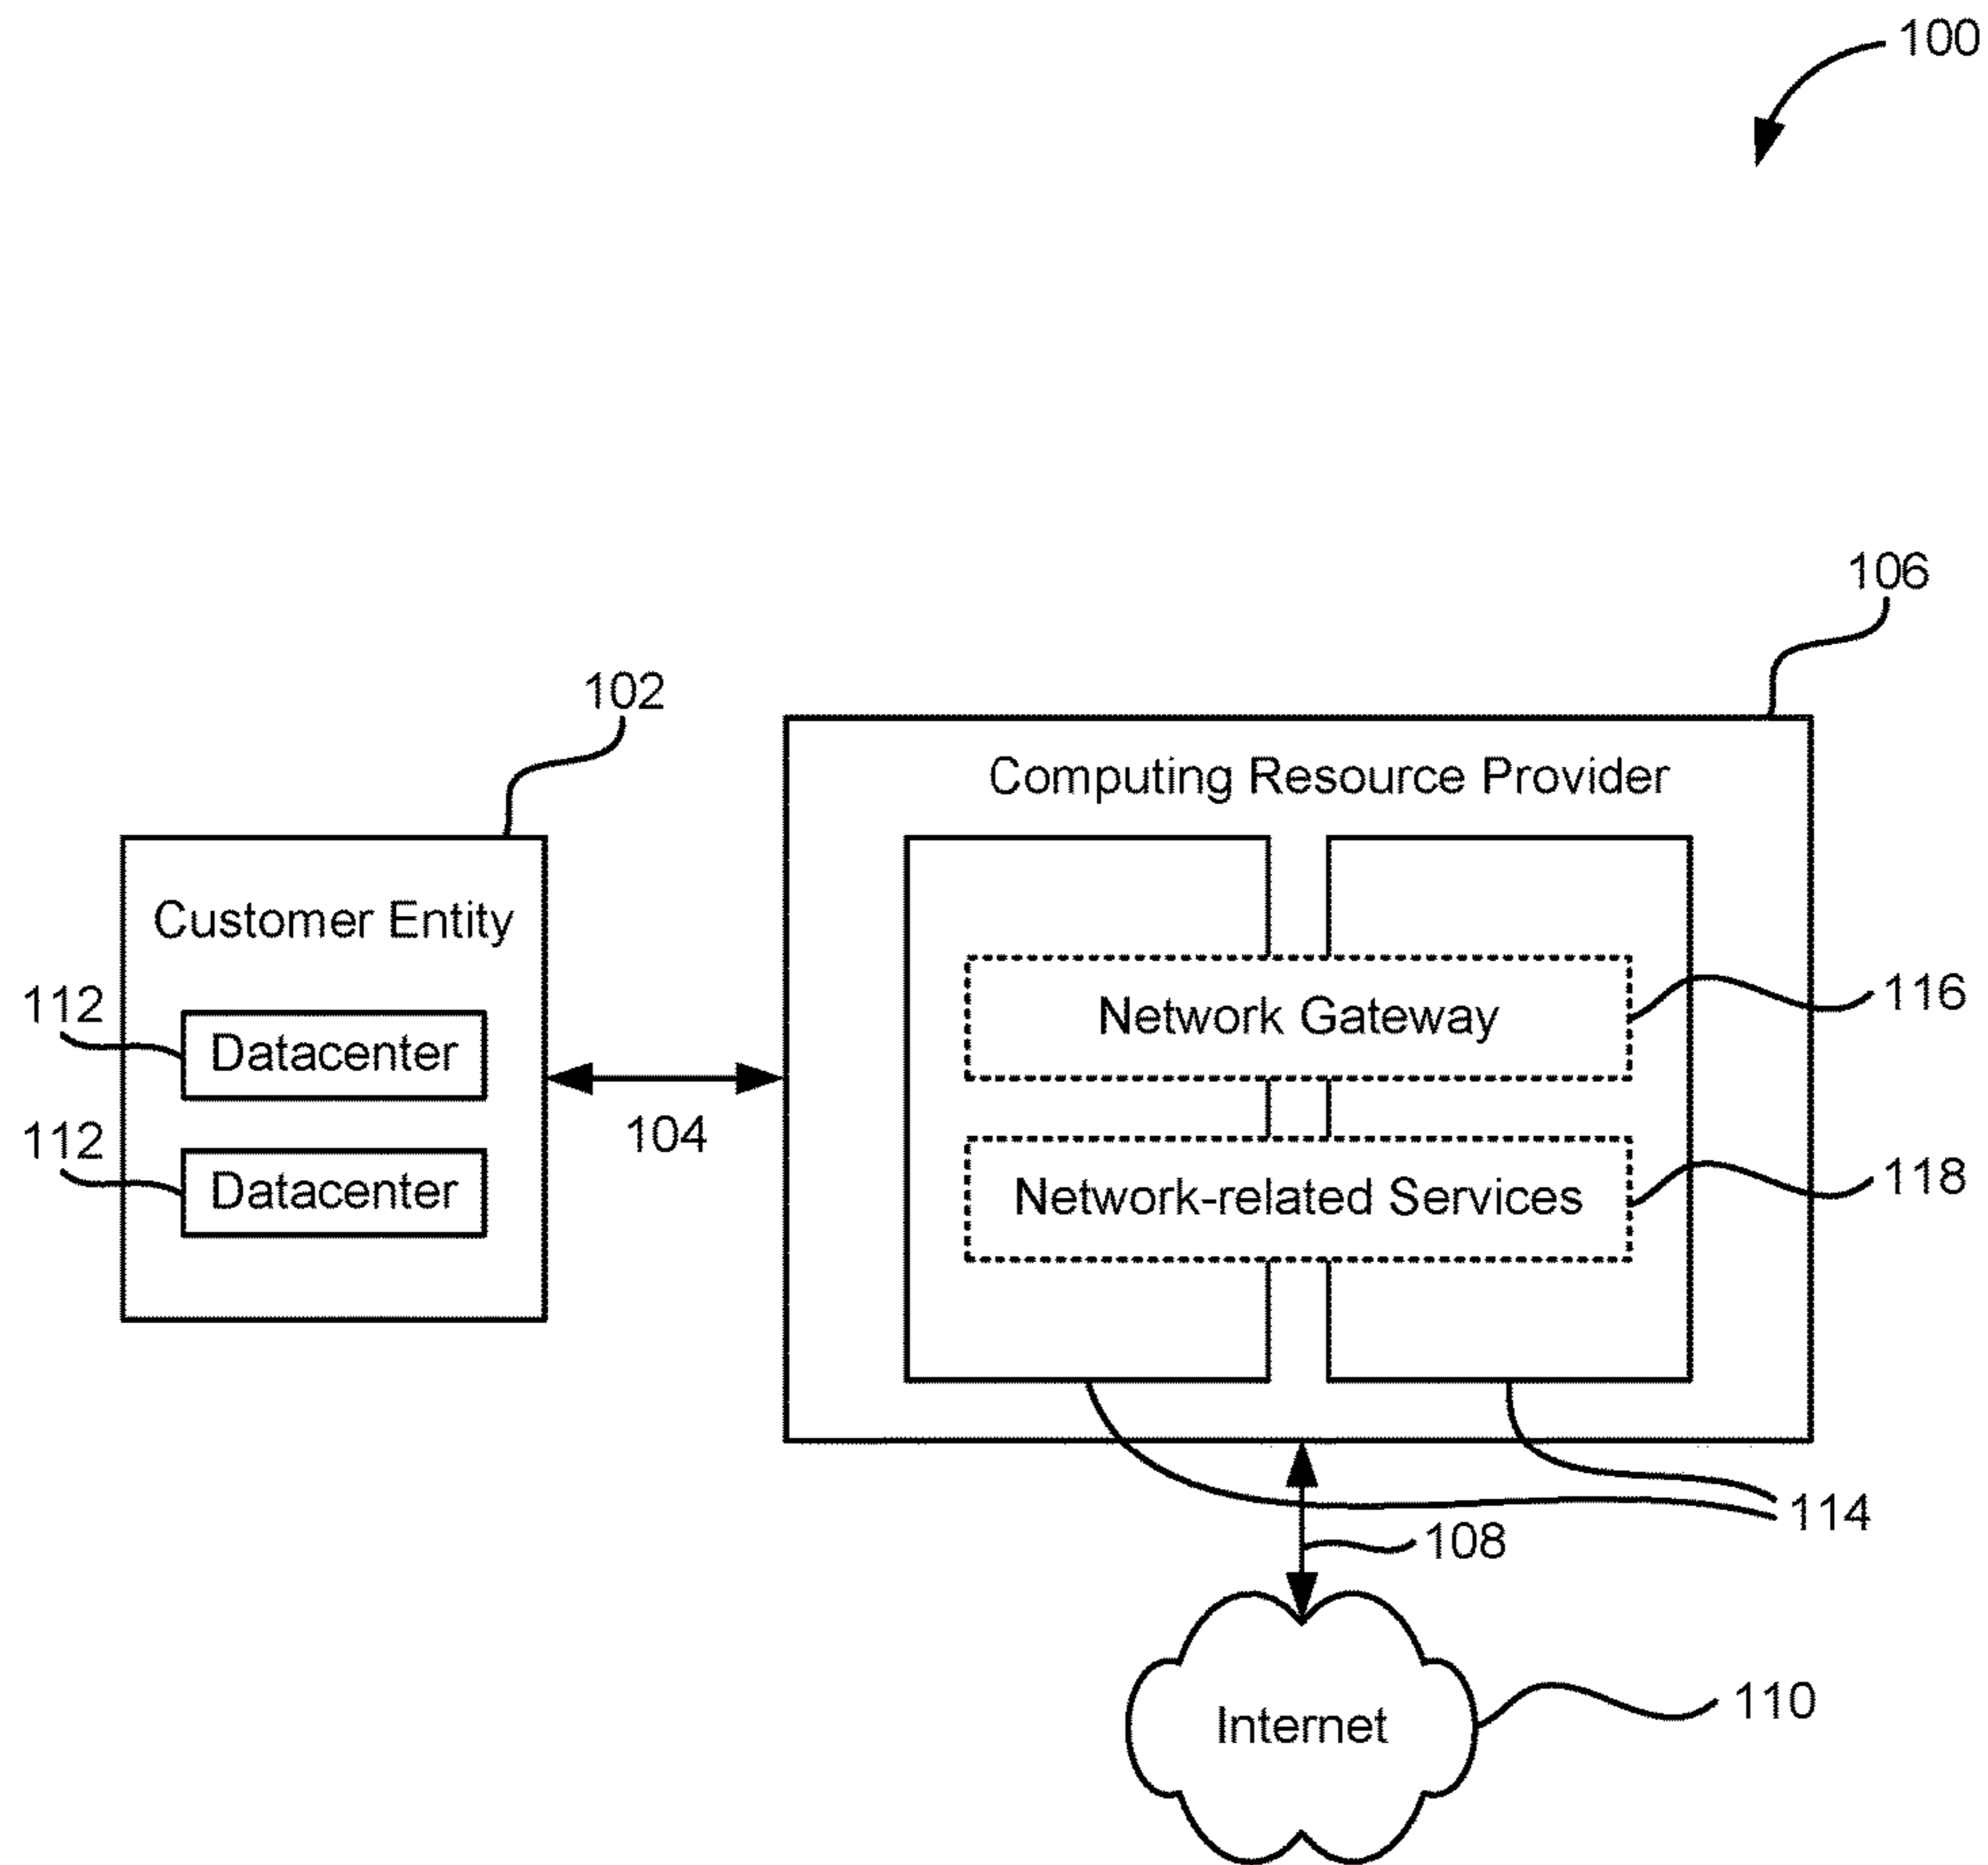 100
106
102
Computing Resource Provider
Customer Entity
112
Datacenter
Network Gateway
116
104
112
Datacenter
Network-related Services
118
114
108
110
Internet